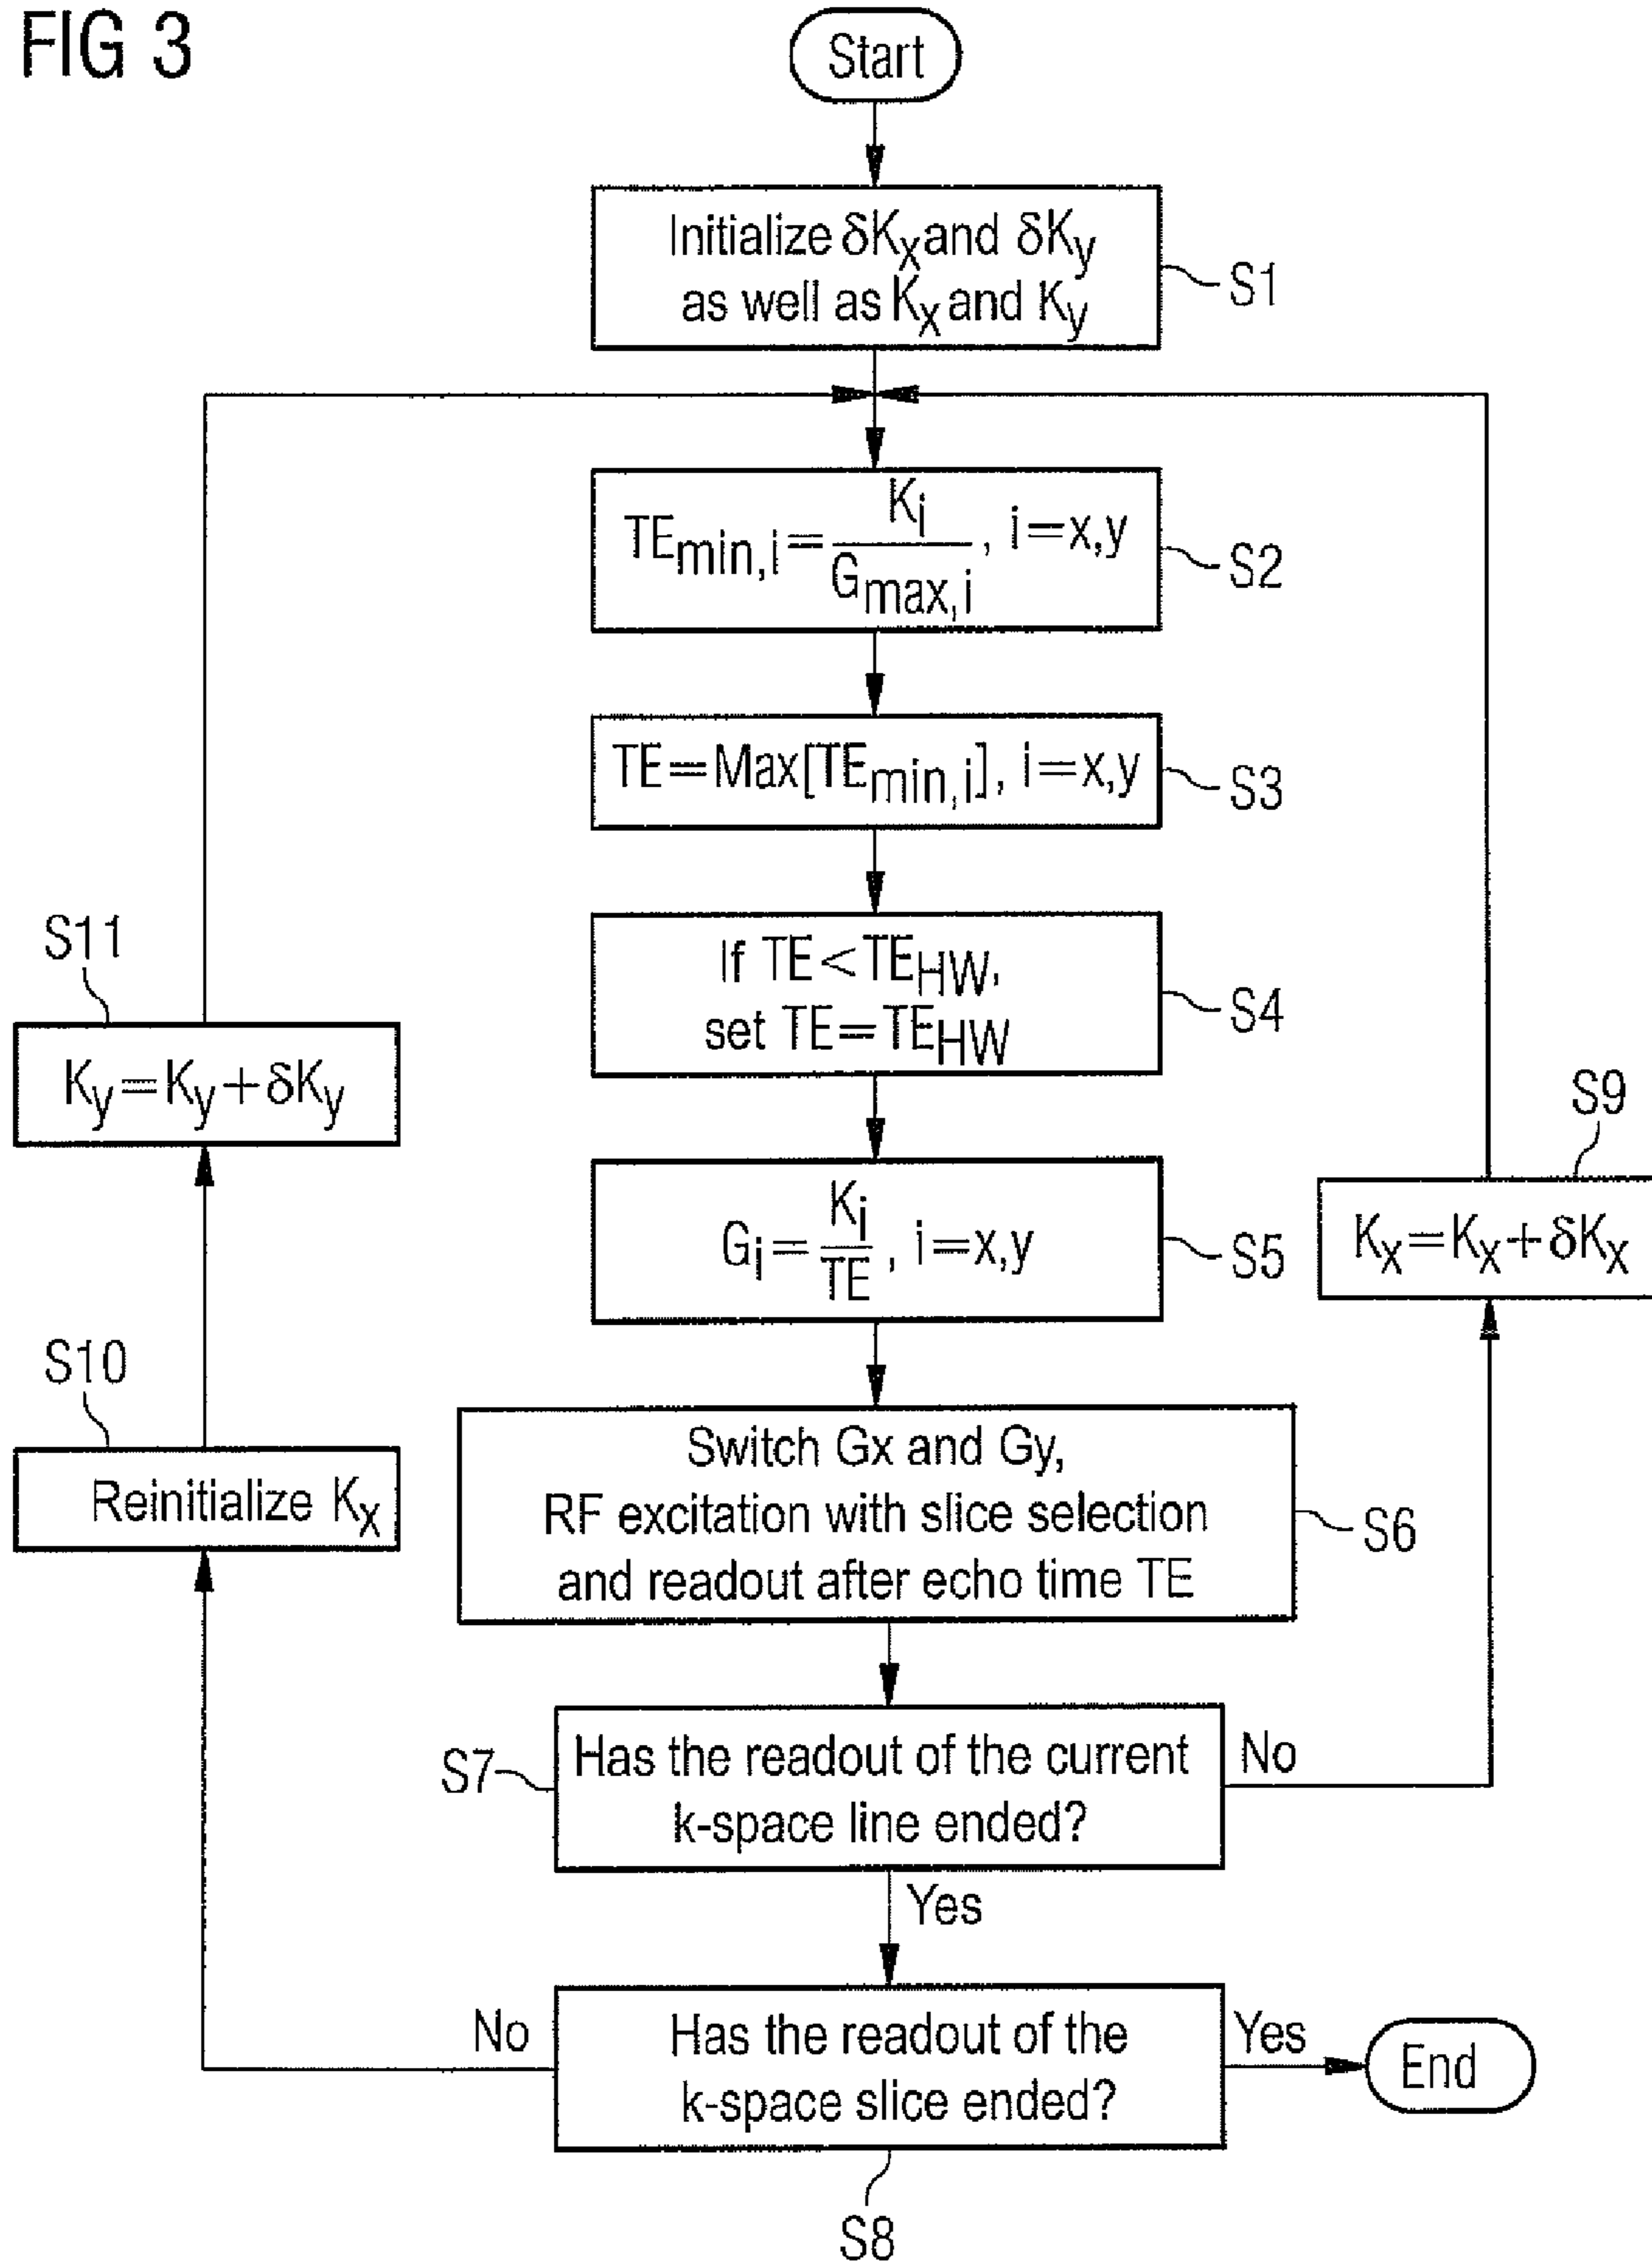 FIG 3
Start
Initialize δKx and δKy
as well as Kx and Ky
S1
TEmin,i = Ki / Gmax,i , i=x,y
S2
TE=Max[TEmin,i], i=x,y
S3
If TE<TEHW,
set TE=TEHW
S4
Gi = Ki / TE , i=x,y
S5
Switch Gx and Gy,
RF excitation with slice selection
and readout after echo time TE
S6
Has the readout of the current
k-space line ended?
S7
No
Yes
Kx=Kx+δKx
S9
Has the readout of the
k-space slice ended?
S8
Yes
End
No
Reinitialize Kx
S10
Ky=Ky+δKy
S11